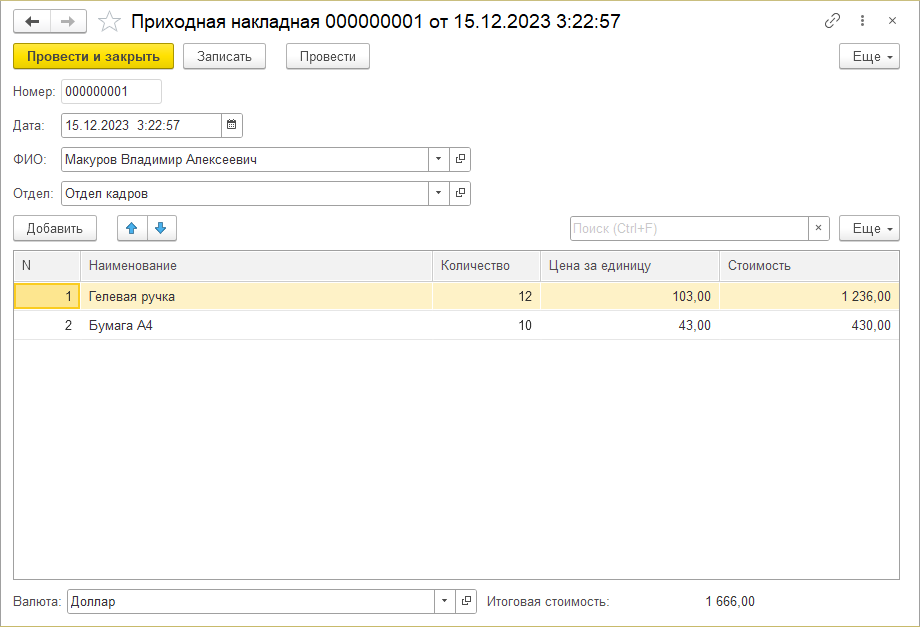 Приходная накладная 000000001 от 15.12.2023 3:22:57
Провести и закрыть Записать Провести Еще
Номер: 000000001
Дата: 15.12.2023 3:22:57
ФИО: Макуров Владимир Алексеевич
Отдел: Отдел кадров
Добавить Поиск (Ctrl+F) × Еще
N Наименование Количество Цена за единицу Стоимость
1 Гелевая ручка 12 103,00 1 236,00
2 Бумага А4 10 43,00 430,00
Валюта: Доллар Итоговая стоимость: 1 666,00